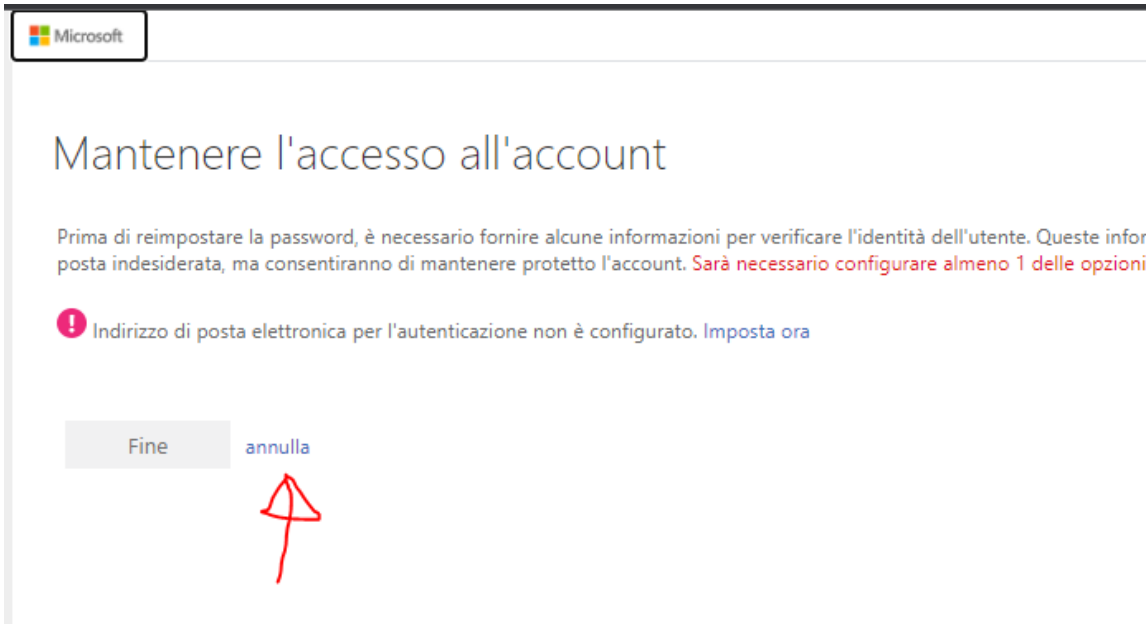 Microsoft
Mantenere l'accesso all'account
Prima di reimpostare la password, è necessario fornire alcune informazioni per verificare l'identità dell'utente. Queste infor
posta indesiderata, ma consentiranno di mantenere protetto l'account. Sarà necessario configurare almeno 1 delle opzioni
! Indirizzo di posta elettronica per l'autenticazione non è configurato. Imposta ora
Fine annulla